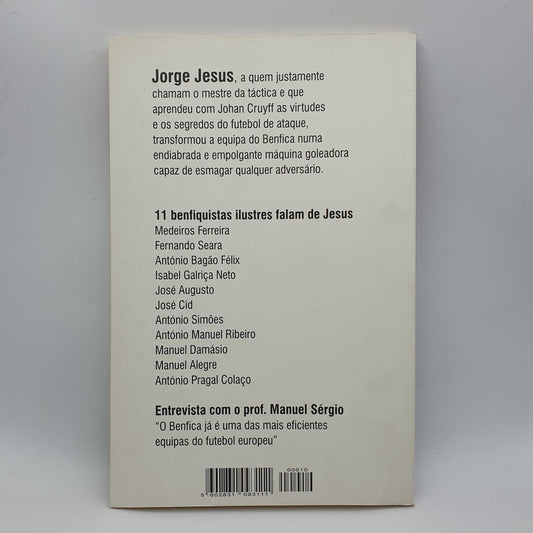 Jorge Jesus, a quem justamente
chamam o mestre da táctica e que
aprendeu com Johan Cruyff as virtudes
e os segredos do futebol de ataque,
transformou a equipa do Benfica numa
endiabrada e empolgante máquina goleadora
capaz de esmagar qualquer adversário.
11 benfiquistas ilustres falam de Jesus
Medeiros Ferreira
Fernando Seara
António Bagão Félix
Isabel Galriça Neto
José Augusto
José Cid
António Simões
António Manuel Ribeiro
Manuel Damásio
Manuel Alegre
António Pragal Colaço
Entrevista com o prof. Manuel Sérgio
“O Benfica já é uma das mais eficientes
equipas do futebol europeu”
00010
5 602831 093111